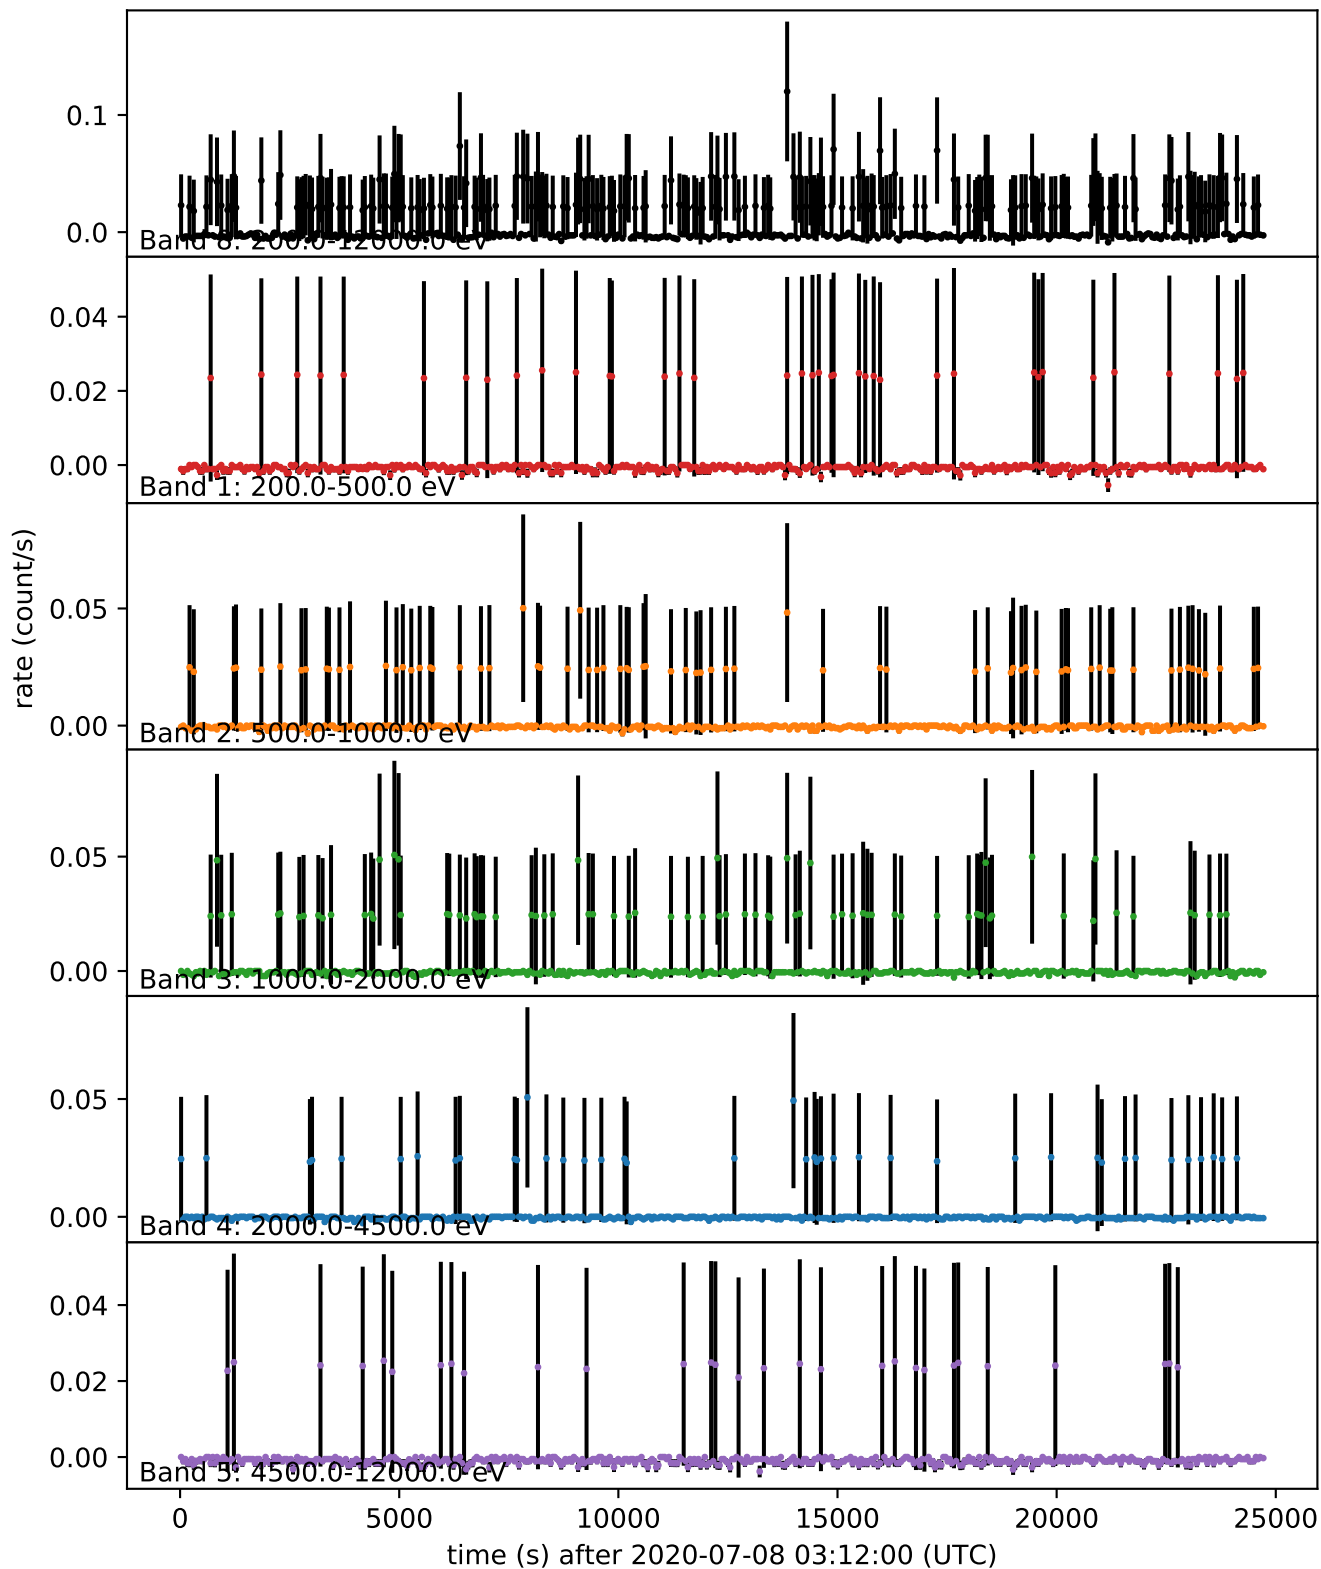 0.1
0.0
Band 8: 200.0-12000.0 eV
0.04
0.02
0.00
Band 1: 200.0-500.0 eV
rate (count/s)
0.05
0.00
Band 2: 500.0-1000.0 eV
0.05
0.00
Band 3: 1000.0-2000.0 eV
0.05
0.00
Band 4: 2000.0-4500.0 eV
0.04
0.02
0.00
Band 5: 4500.0-12000.0 eV
0 5000 10000 15000 20000 25000
time (s) after 2020-07-08 03:12:00 (UTC)